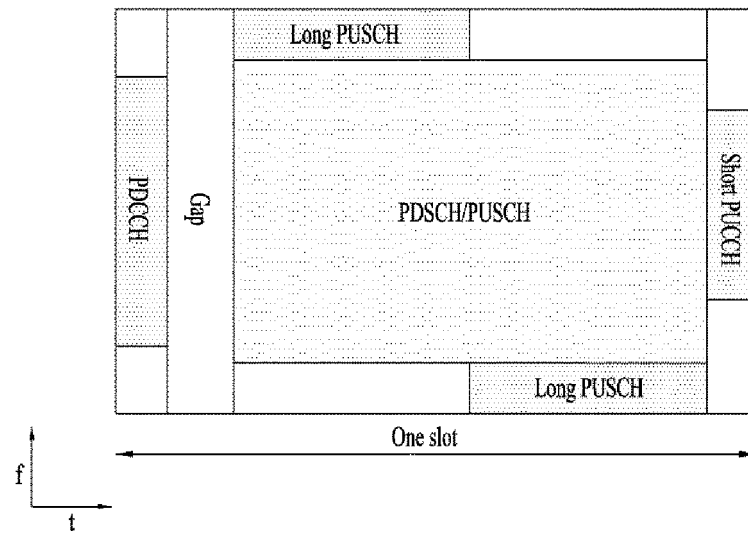 Long PUSCH
PDCCH
Gap
PDSCH/PUSCH
Short PUCCH
Long PUSCH
One slot
f
t